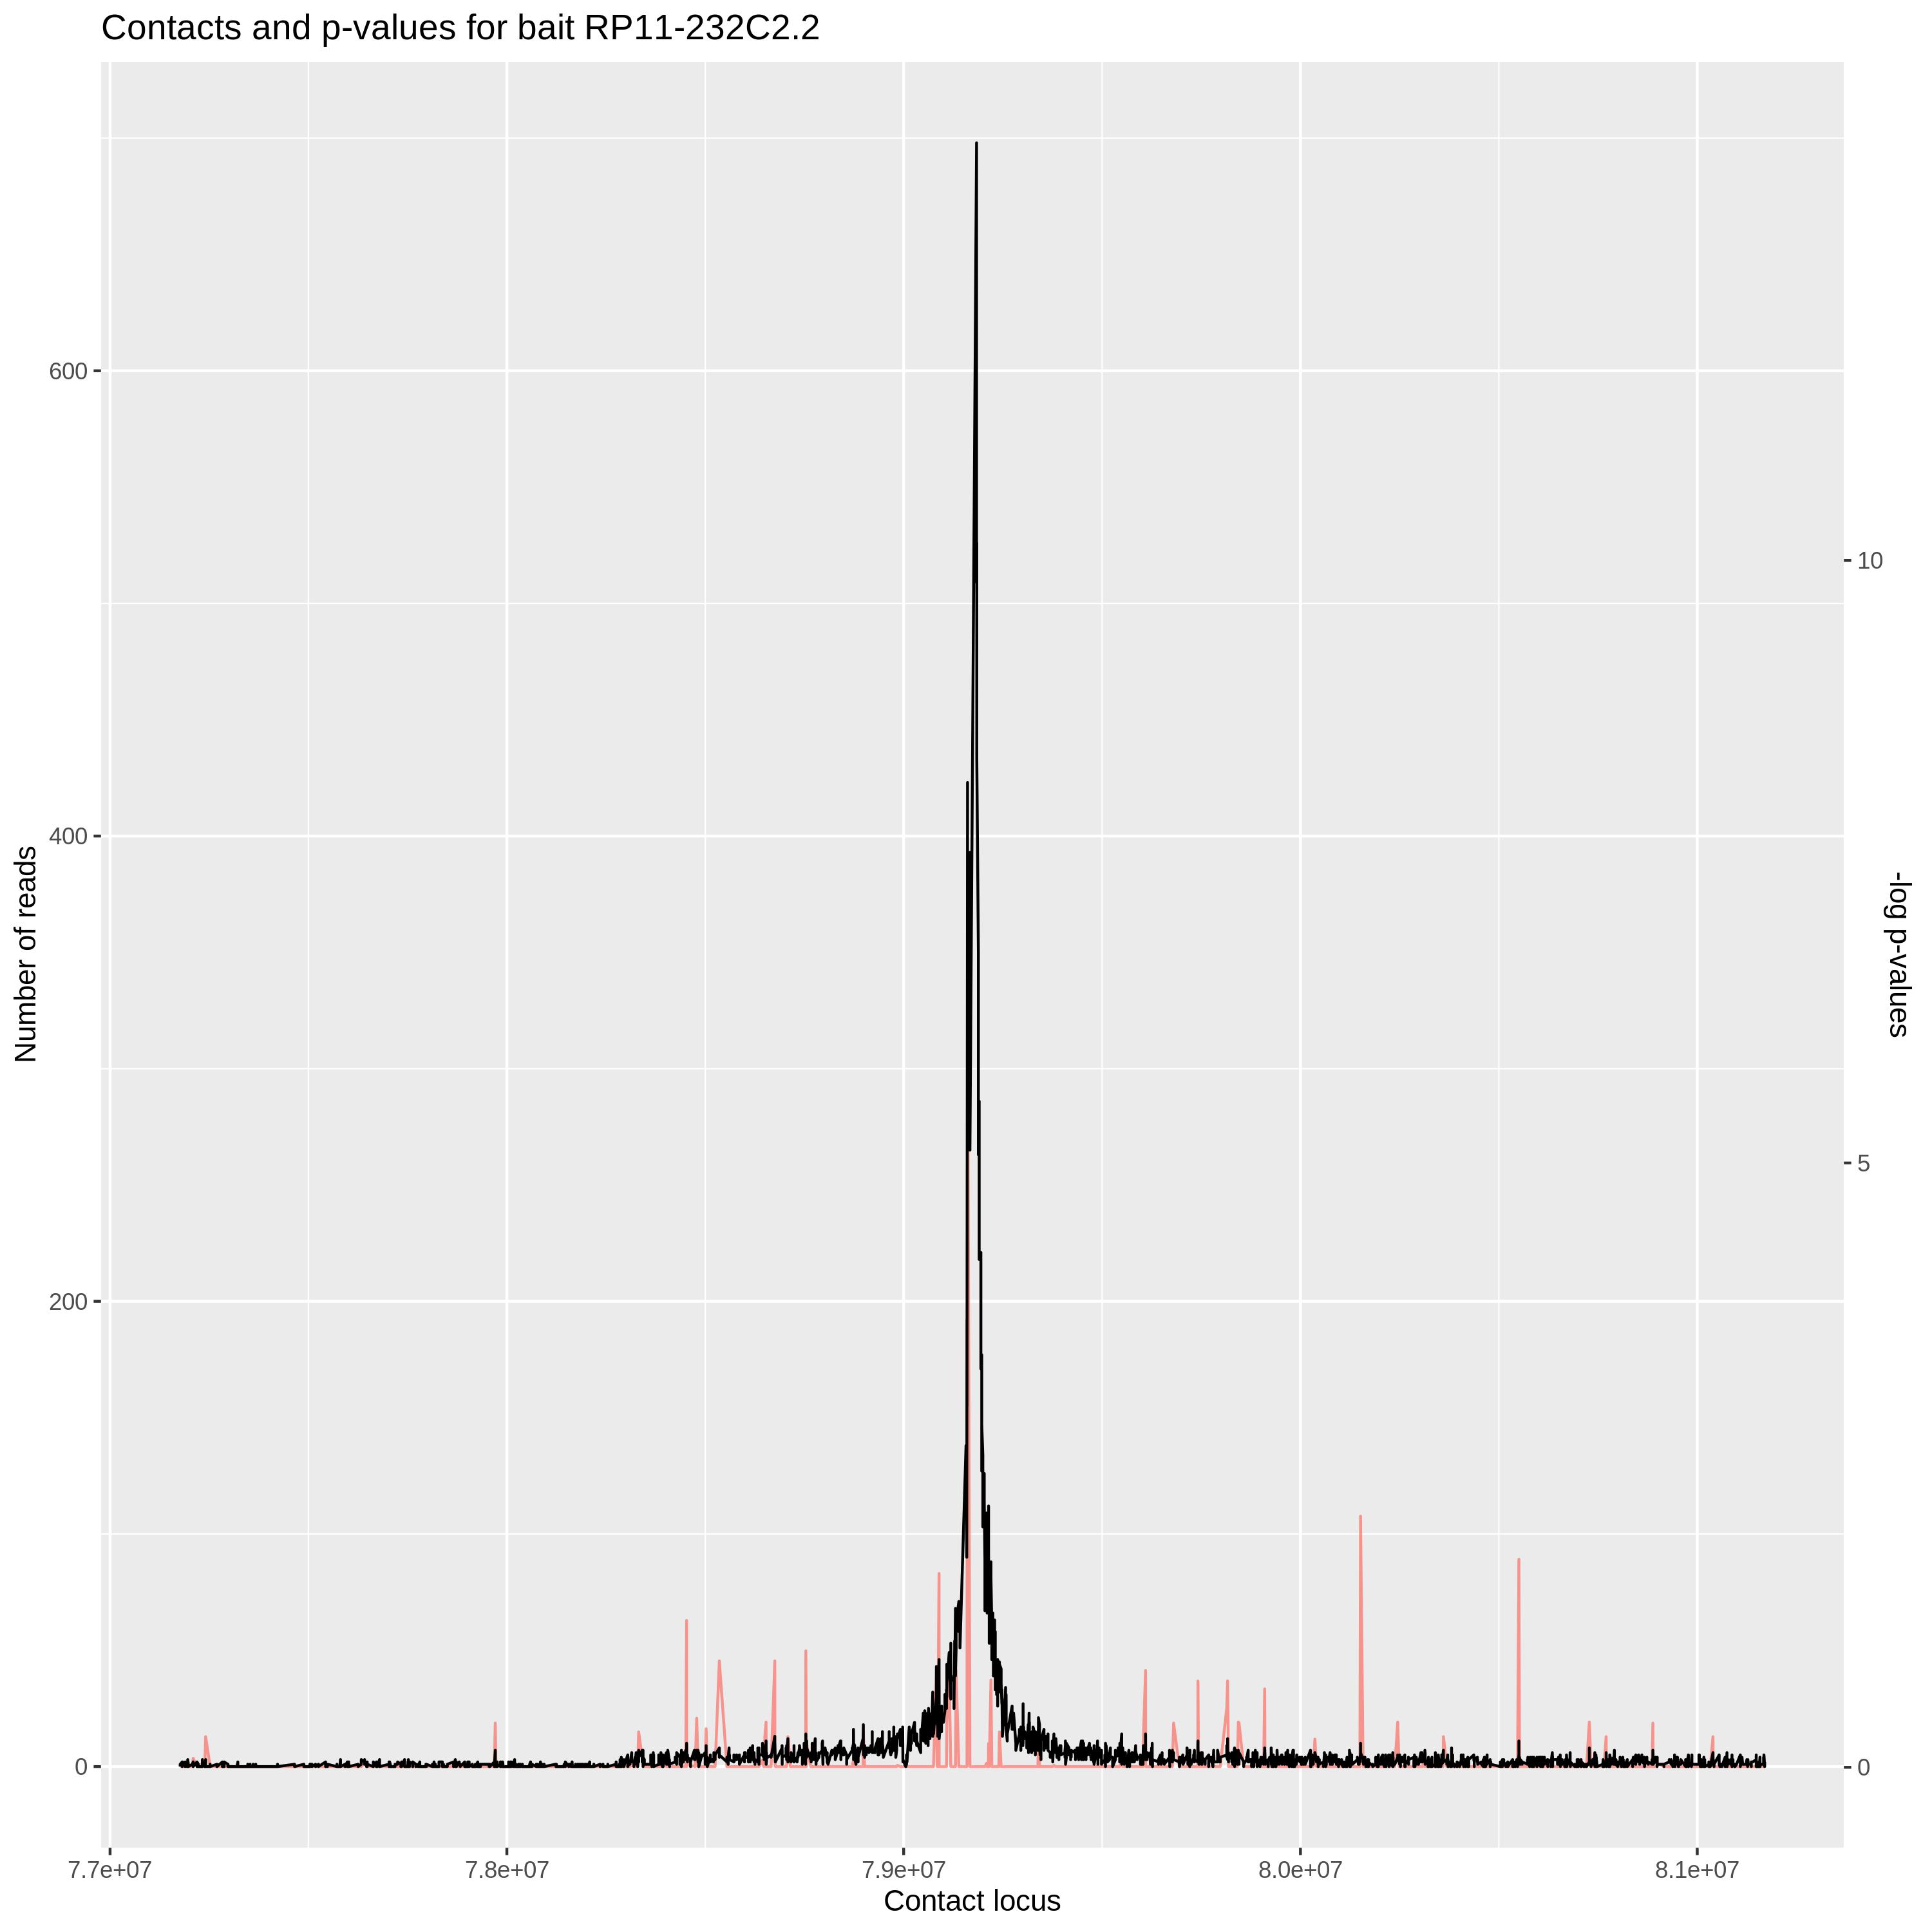 Contacts and p-values for bait RP11-232C2.2
600
400
200
0
Number of reads
10
5
0
-log p-values
7.7e+07 7.8e+07 7.9e+07 8.0e+07 8.1e+07
Contact locus